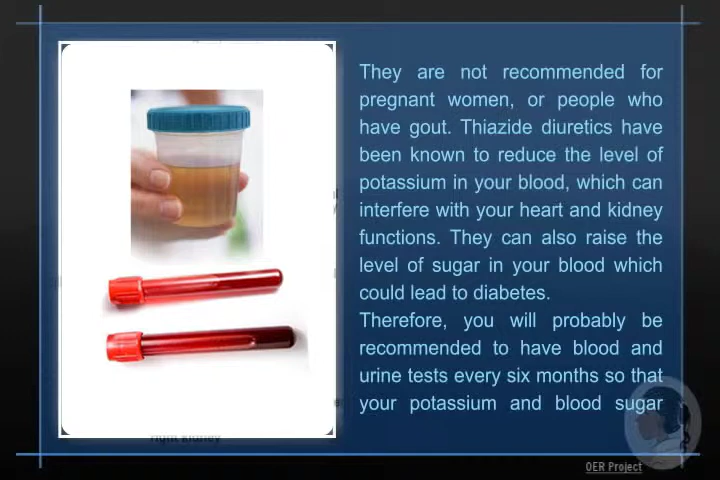 They are not recommended for
pregnant women, or people who
have gout. Thiazide diuretics have
been known to reduce the level of
potassium in your blood, which can
interfere with your heart and kidney
functions. They can also raise the
level of sugar in your blood which
could lead to diabetes.
Therefore, you will probably be
recommended to have blood and
urine tests every six months so that
your potassium and blood sugar
right kidney
OER Project